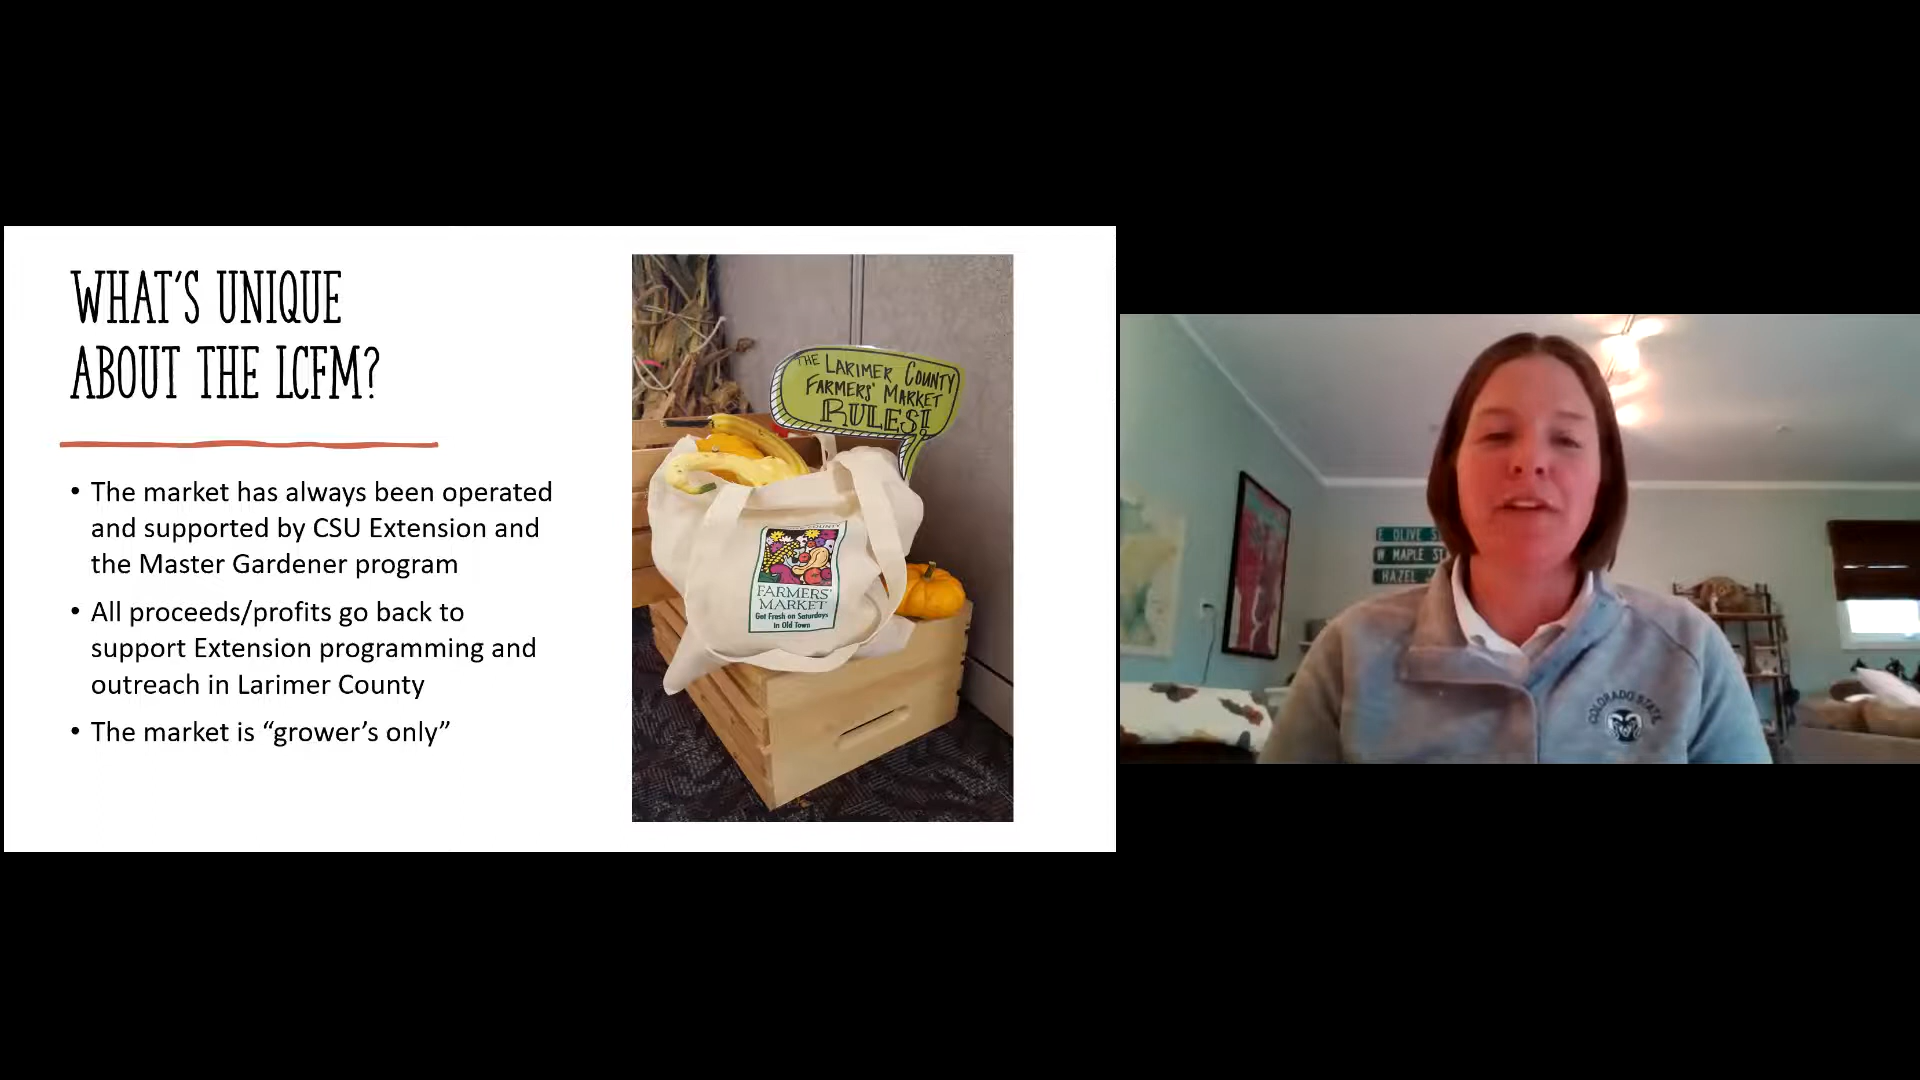 WHAT'S UNIQUE
ABOUT THE LCFM?
• The market has always been operated
and supported by CSU Extension and
the Master Gardener program
• All proceeds/profits go back to
support Extension programming and
outreach in Larimer County
• The market is “grower’s only”
THE LARIMER COUNTY
FARMERS' MARKET
RULES!
COUNTY
FARMERS'
MARKET
Get Fresh on Saturdays
in Old Town
E OLIVE ST
W MAPLE ST
HAZEL
COLORADO STATE